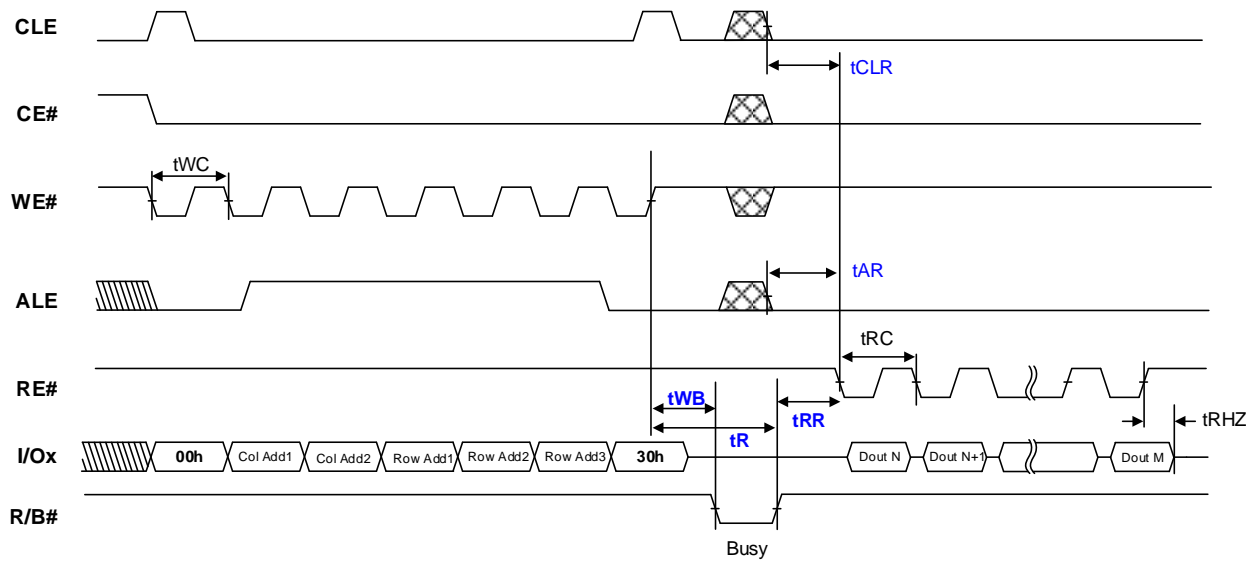 CLE
tCLR
CE#
tWC
WE#
tAR
ALE
tRC
RE#
tWB
tRR
tR
tRHZ
I/Ox
00h Col Add1 Col Add2 Row Add1 Row Add2 Row Add3 30h Dout N Dout N+1 Dout M
R/B#
Busy